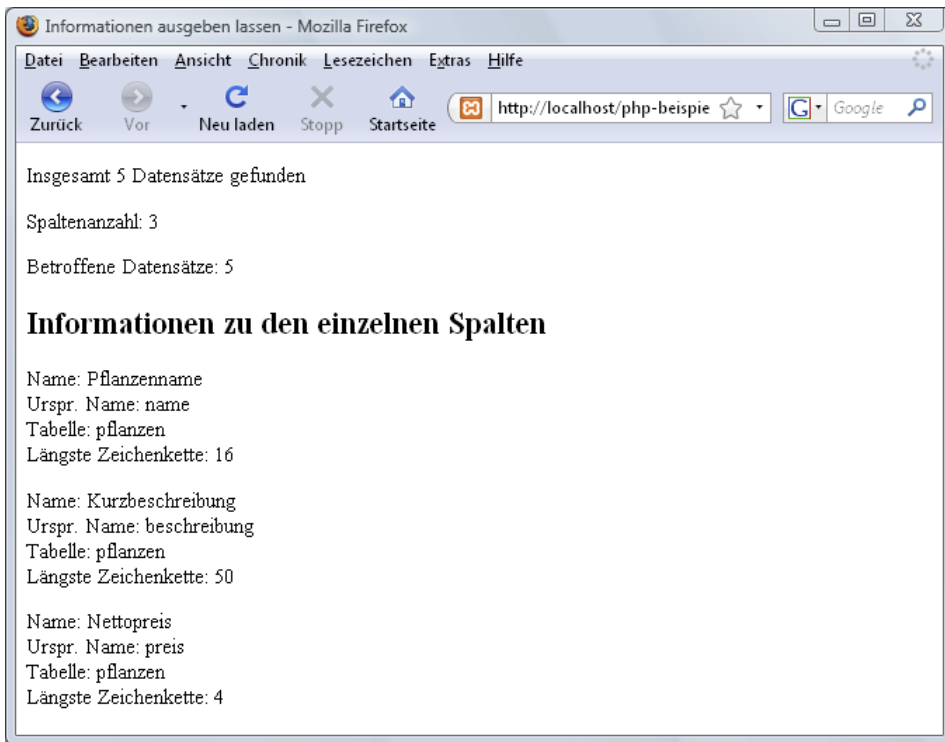 Informationen ausgeben lassen - Mozilla Firefox
Datei Bearbeiten Ansicht Chronik Lesezeichen Extras Hilfe
Zurück Vor Neu laden Stopp Startseite http://localhost/php-beispie G Google
Insgesamt 5 Datensätze gefunden
Spaltenanzahl: 3
Betroffene Datensätze: 5
Informationen zu den einzelnen Spalten
Name: Pflanzenname
Urspr. Name: name
Tabelle: pflanzen
Längste Zeichenkette: 16
Name: Kurzbeschreibung
Urspr. Name: beschreibung
Tabelle: pflanzen
Längste Zeichenkette: 50
Name: Nettopreis
Urspr. Name: preis
Tabelle: pflanzen
Längste Zeichenkette: 4